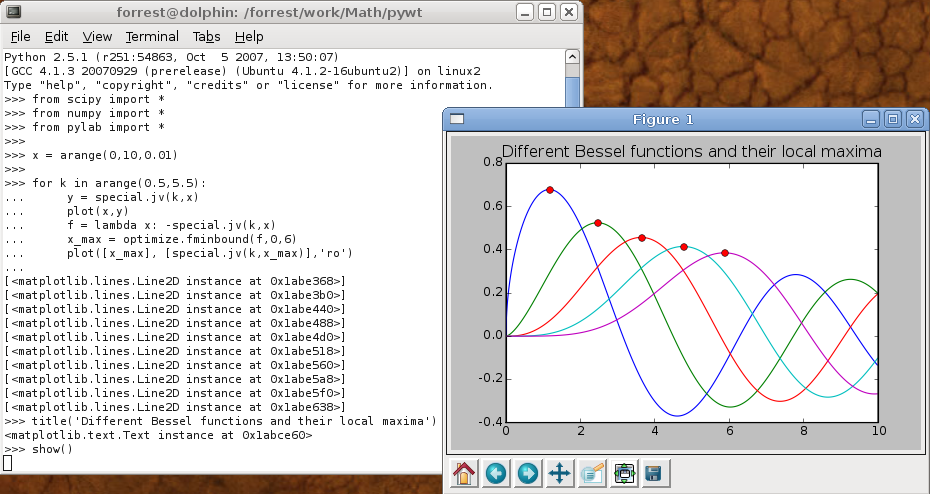 forrest@dolphin: /forrest/work/Math/pywt
File Edit View Terminal Tabs Help
Python 2.5.1 (r251:54863, Oct  5 2007, 13:50:07)
[GCC 4.1.3 20070929 (prerelease) (Ubuntu 4.1.2-16ubuntu2)] on linux2
Type "help", "copyright", "credits" or "license" for more information.
>>> from scipy import *
>>> from numpy import *
>>> from pylab import *
>>>
>>> x = arange(0,10,0.01)
>>>
>>> for k in arange(0.5,5.5):
...      y = special.jv(k,x)
...      plot(x,y)
...      f = lambda x: -special.jv(k,x)
...      x_max = optimize.fminbound(f,0,6)
...      plot([x_max], [special.jv(k,x_max)],'ro')
...
[<matplotlib.lines.Line2D instance at 0x1abe368>]
[<matplotlib.lines.Line2D instance at 0x1abe3b0>]
[<matplotlib.lines.Line2D instance at 0x1abe440>]
[<matplotlib.lines.Line2D instance at 0x1abe488>]
[<matplotlib.lines.Line2D instance at 0x1abe4d0>]
[<matplotlib.lines.Line2D instance at 0x1abe518>]
[<matplotlib.lines.Line2D instance at 0x1abe560>]
[<matplotlib.lines.Line2D instance at 0x1abe5a8>]
[<matplotlib.lines.Line2D instance at 0x1abe5f0>]
[<matplotlib.lines.Line2D instance at 0x1abe638>]
>>> title('Different Bessel functions and their local maxima')
<matplotlib.text.Text instance at 0x1abce60>
>>> show()
Figure 1
Different Bessel functions and their local maxima
0.8
0.6
0.4
0.2
0.0
-0.2
-0.4
0 2 4 6 8 10